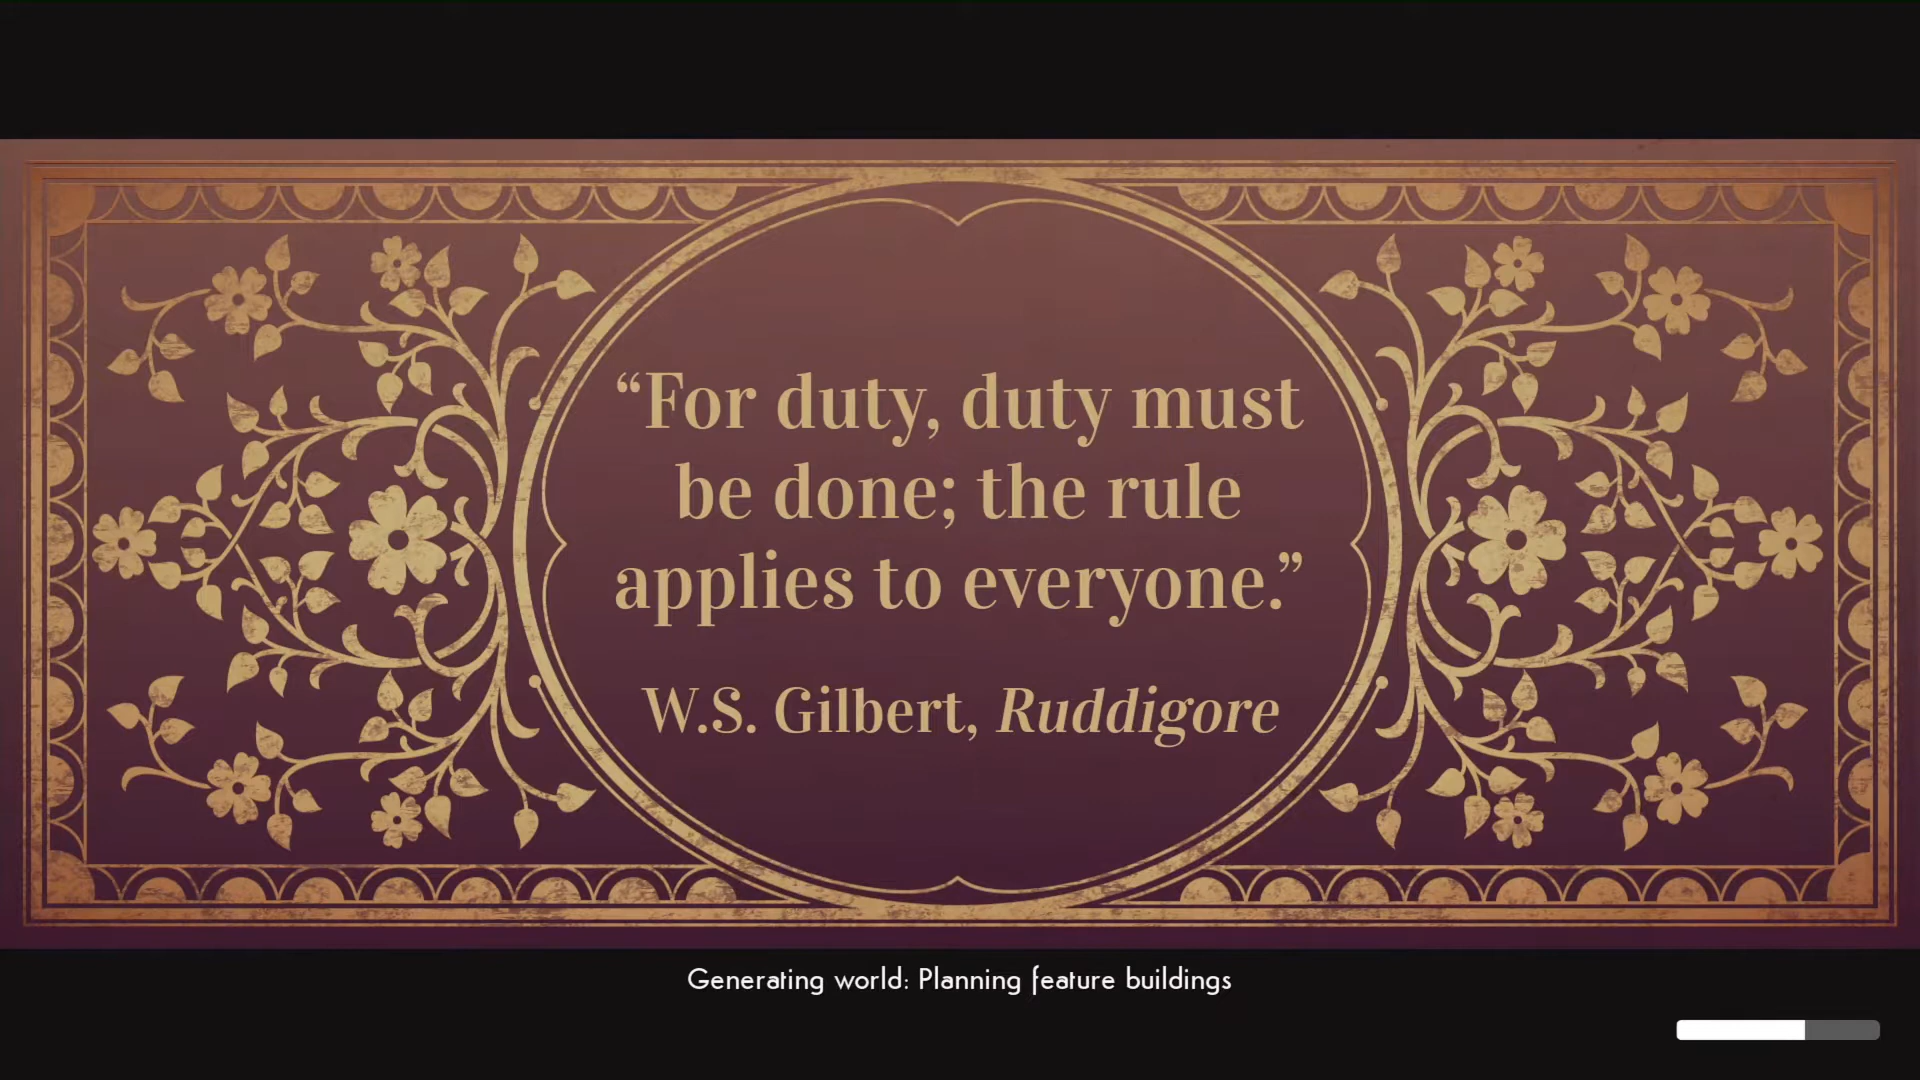 “For duty, duty must
be done; the rule
applies to everyone.”
W.S. Gilbert, Ruddigore
Generating world: Planning feature buildings